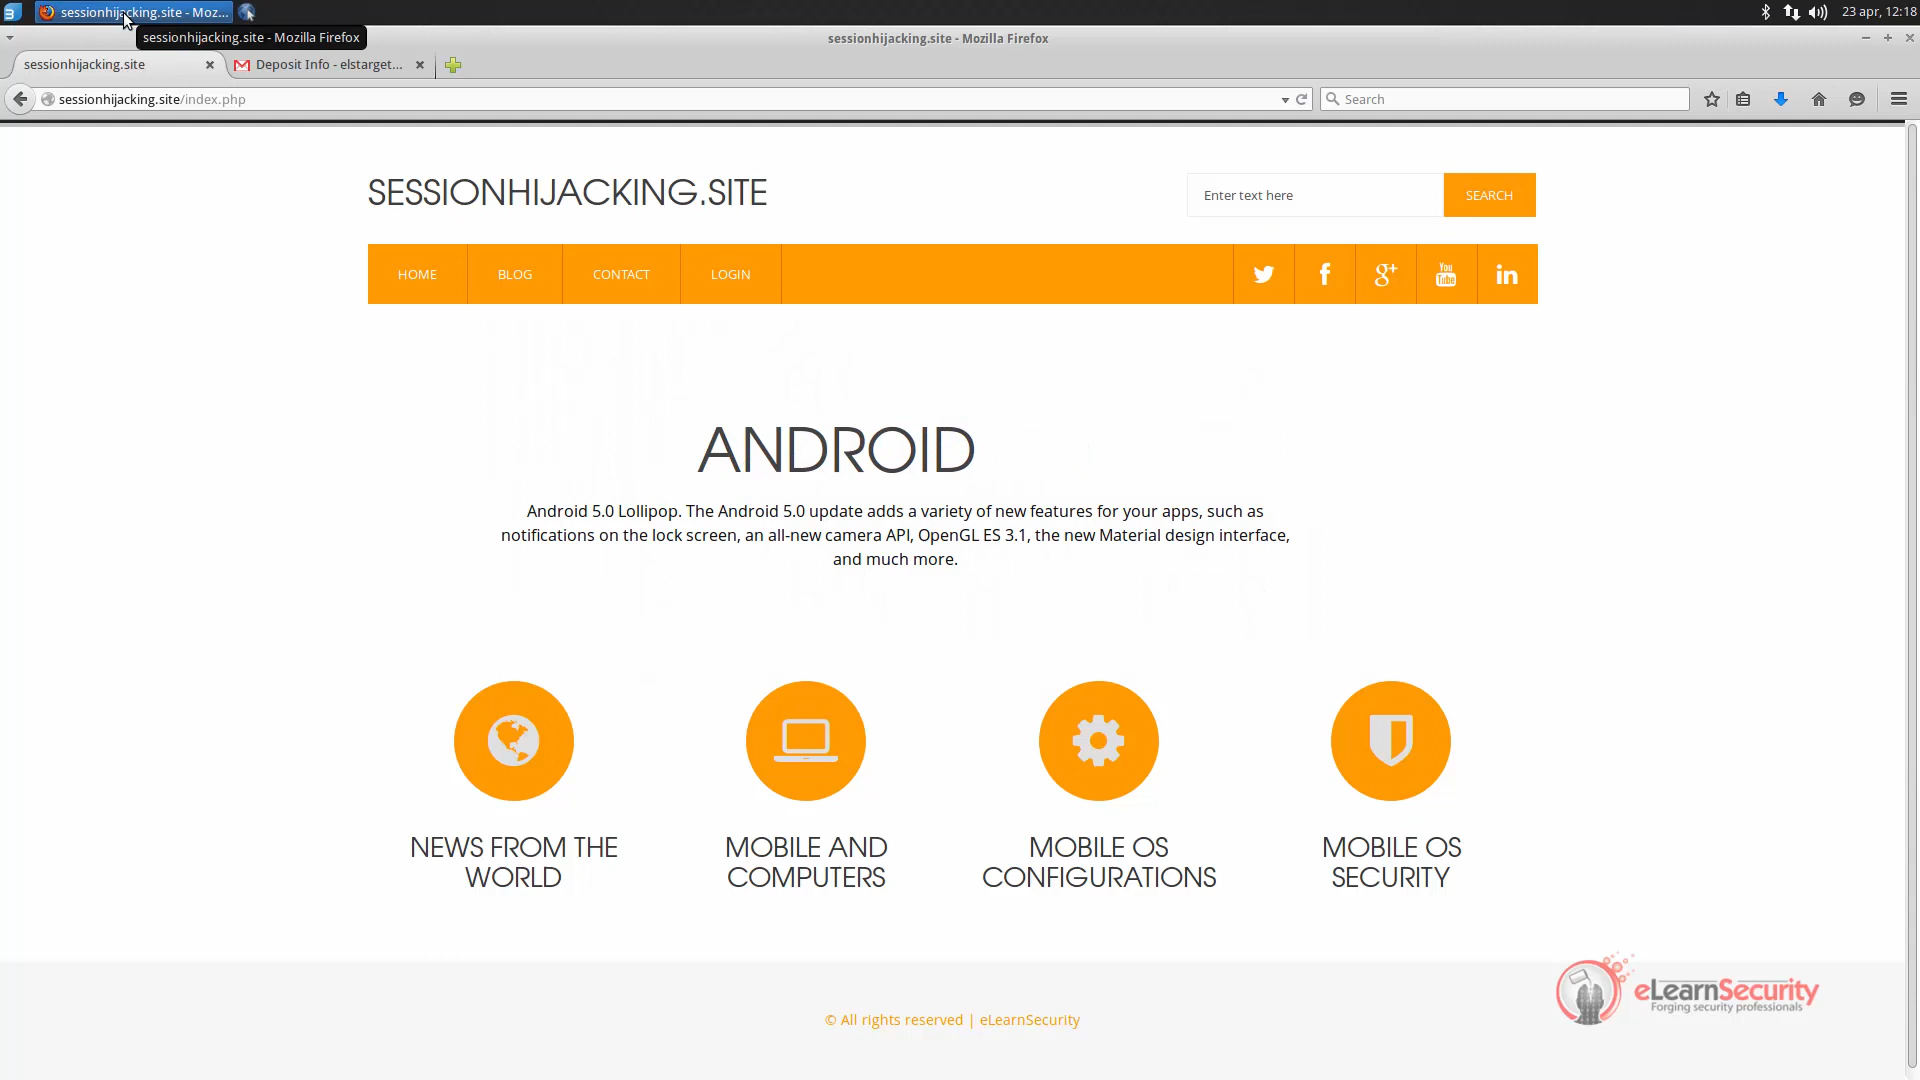 sessionhijacking.site - Moz...
23 apr, 12:18
sessionhijacking.site - Mozilla Firefox
sessionhijacking.site - Mozilla Firefox
sessionhijacking.site
Deposit Info - elstarget...
sessionhijacking.site/index.php
Search
SESSIONHIJACKING.SITE
Enter text here
SEARCH
HOME
BLOG
CONTACT
LOGIN
You
Tube
ANDROID
Android 5.0 Lollipop. The Android 5.0 update adds a variety of new features for your apps, such as
notifications on the lock screen, an all-new camera API, OpenGL ES 3.1, the new Material design interface,
and much more.
NEWS FROM THE
WORLD
MOBILE AND
COMPUTERS
MOBILE OS
CONFIGURATIONS
MOBILE OS
SECURITY
eLearnSecurity
Forging security professionals
© All rights reserved | eLearnSecurity